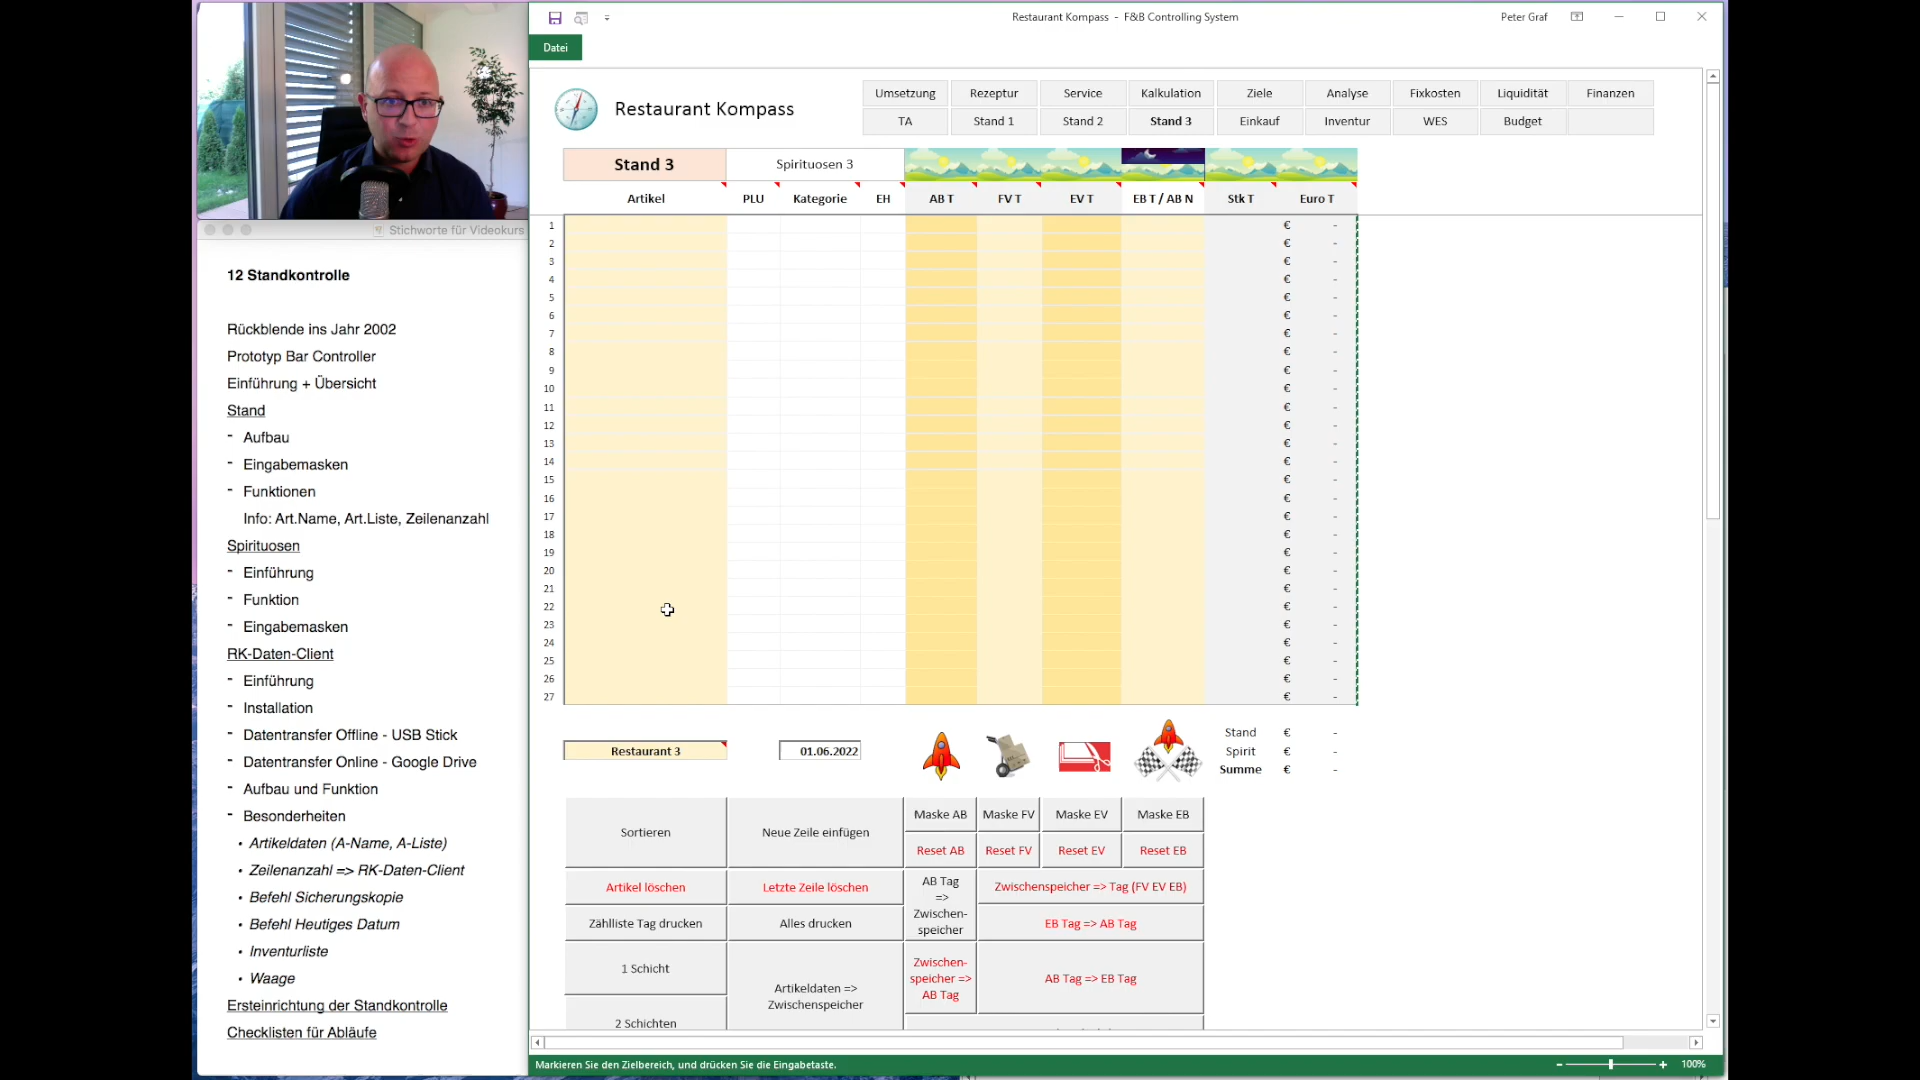 Restaurant Kompass - F&B Controlling System
Peter Graf
Datei
Restaurant Kompass
Umsetzung Rezeptur Service Kalkulation Ziele Analyse Fixkosten Liquidität Finanzen
TA Stand 1 Stand 2 Stand 3 Einkauf Inventur WES Budget
Stand 3 Spirituosen 3
Artikel PLU Kategorie EH AB T FV T EV T EB T / AB N Stk T Euro T
1 € -
2 € -
3 € -
4 € -
5 € -
6 € -
7 € -
8 € -
9 € -
10 € -
11 € -
12 € -
13 € -
14 € -
15 € -
16 € -
17 € -
18 € -
19 € -
20 € -
21 € -
22 € -
23 € -
24 € -
25 € -
26 € -
27 € -
Restaurant 3 01.06.2022
Stand € -
Spirit € -
Summe € -
Sortieren
Neue Zeile einfügen
Maske AB Maske FV Maske EV Maske EB
Reset AB Reset FV Reset EV Reset EB
Artikel löschen
Letzte Zeile löschen
AB Tag
=>
Zwischen-
speicher
Zwischenspeicher => Tag (FV EV EB)
Zählliste Tag drucken
Alles drucken
EB Tag => AB Tag
1 Schicht
Artikeldaten =>
Zwischenspeicher
Zwischen-
speicher =>
AB Tag
AB Tag => EB Tag
2 Schichten
Markieren Sie den Zielbereich, und drücken Sie die Eingabetaste.
100%
Stichworte für Videokurs
12 Standkontrolle
Rückblende ins Jahr 2002
Prototyp Bar Controller
Einführung + Übersicht
Stand
- Aufbau
- Eingabemasken
- Funktionen
Info: Art.Name, Art.Liste, Zeilenanzahl
Spirituosen
- Einführung
- Funktion
- Eingabemasken
RK-Daten-Client
- Einführung
- Installation
- Datentransfer Offline - USB Stick
- Datentransfer Online - Google Drive
- Aufbau und Funktion
- Besonderheiten
• Artikeldaten (A-Name, A-Liste)
• Zeilenanzahl => RK-Daten-Client
• Befehl Sicherungskopie
• Befehl Heutiges Datum
• Inventurliste
• Waage
Ersteinrichtung der Standkontrolle
Checklisten für Abläufe